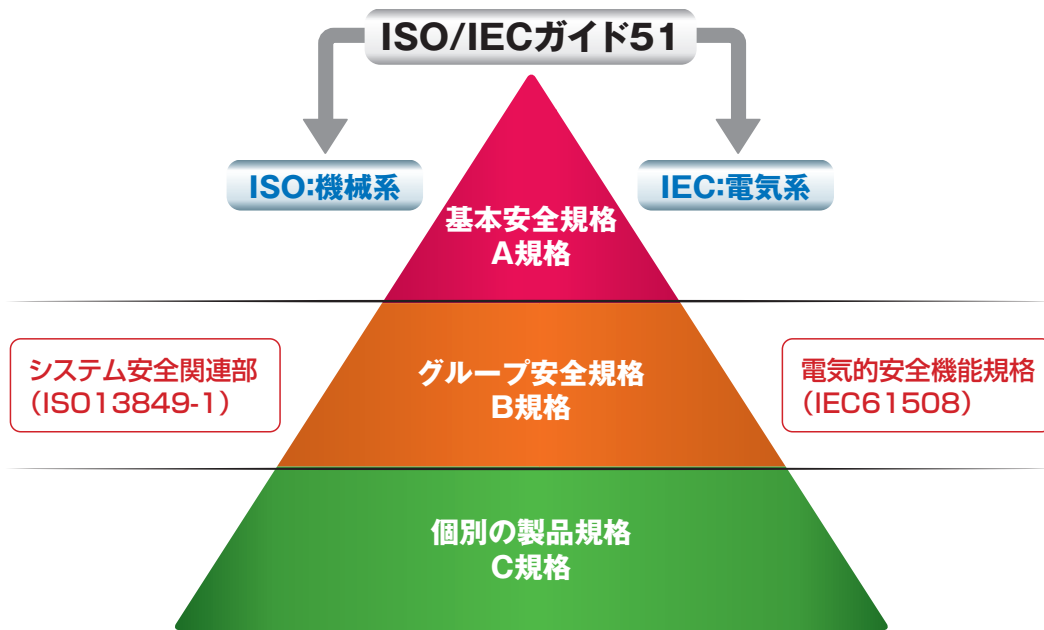 ISO/IECガイド51
ISO:機械系
IEC:電気系
基本安全規格
A規格
システム安全関連部
(ISO13849-1)
グループ安全規格
B規格
電気的安全機能規格
(IEC61508)
個別の製品規格
C規格